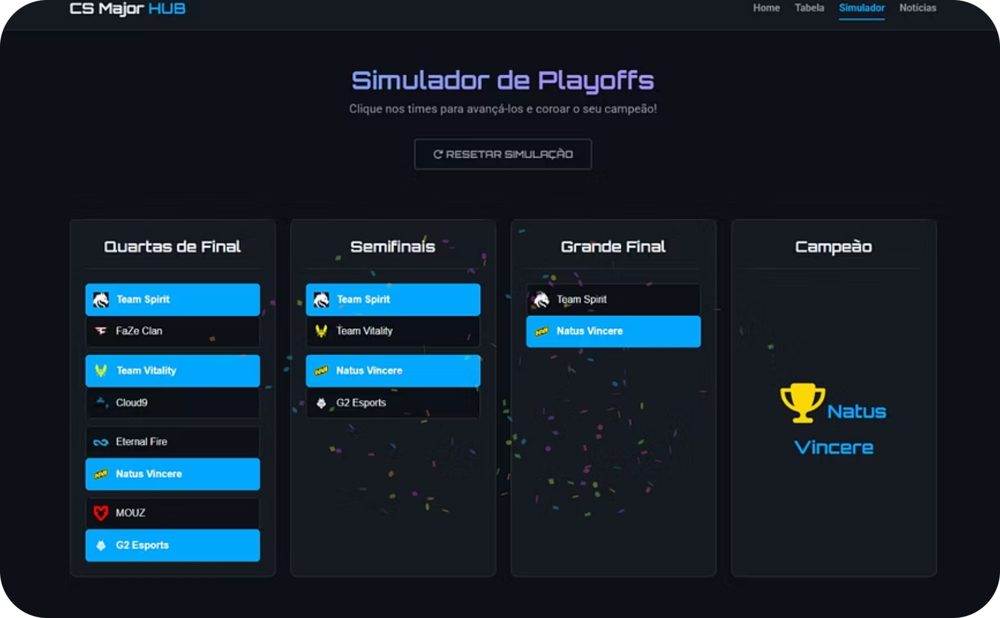 CS Major HUB
Home Tabela Simulador Notícias
Simulador de Playoffs
Clique nos times para avançá-los e coroar o seu campeão!
RESETAR SIMULAÇÃO
Quartas de Final
Team Spirit
FaZe Clan
Team Vitality
Cloud9
Eternal Fire
Natus Vincere
MOUZ
G2 Esports
Semifinais
Team Spirit
Team Vitality
Natus Vincere
G2 Esports
Grande Final
Team Spirit
Natus Vincere
Campeão
Natus
Vincere